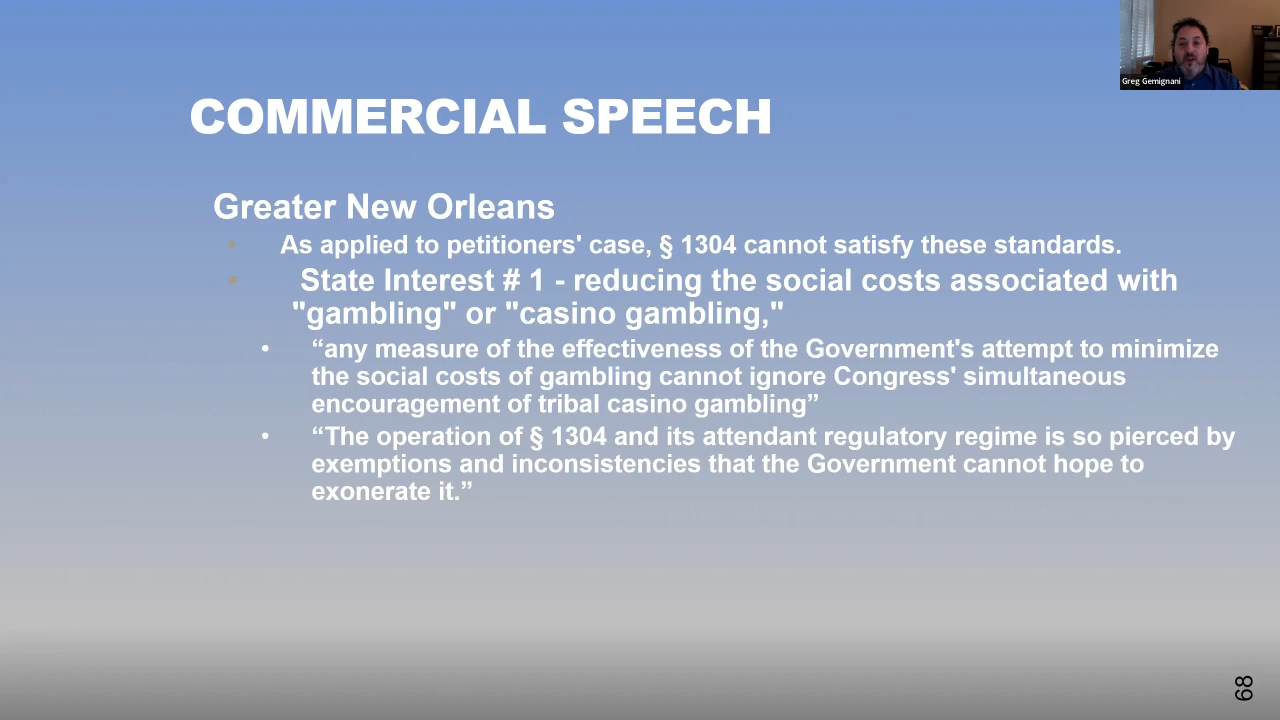 Greg Gemignani
COMMERCIAL SPEECH
Greater New Orleans
• As applied to petitioners' case, § 1304 cannot satisfy these standards.
• State Interest # 1 - reducing the social costs associated with
"gambling" or "casino gambling,"
• “any measure of the effectiveness of the Government's attempt to minimize
the social costs of gambling cannot ignore Congress' simultaneous
encouragement of tribal casino gambling”
• “The operation of § 1304 and its attendant regulatory regime is so pierced by
exemptions and inconsistencies that the Government cannot hope to
exonerate it.”
68